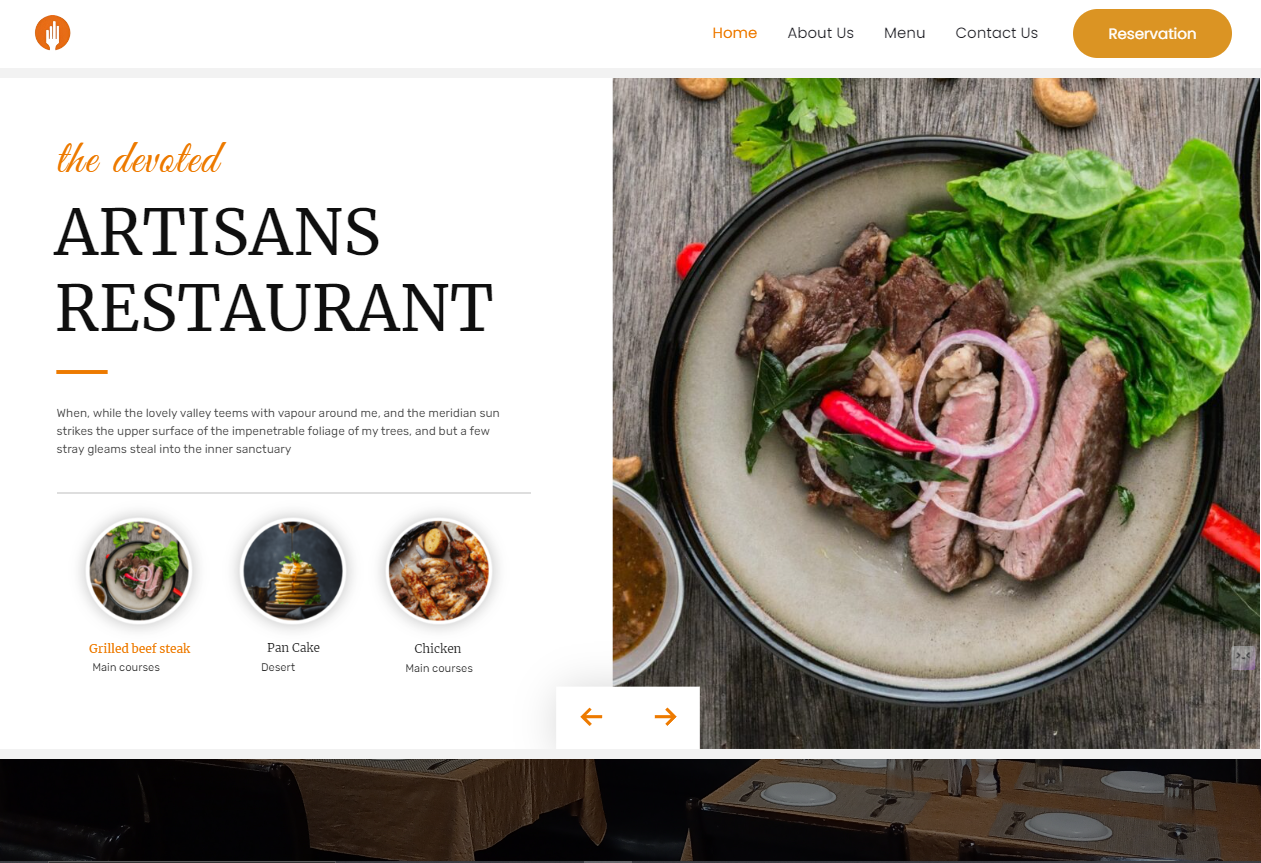 Home About Us Menu Contact Us Reservation
the devoted
ARTISANS
RESTAURANT
When, while the lovely valley teems with vapour around me, and the meridian sun
strikes the upper surface of the impenetrable foliage of my trees, and but a few
stray gleams steal into the inner sanctuary
Grilled beef steak Pan Cake Chicken
Main courses Desert Main courses